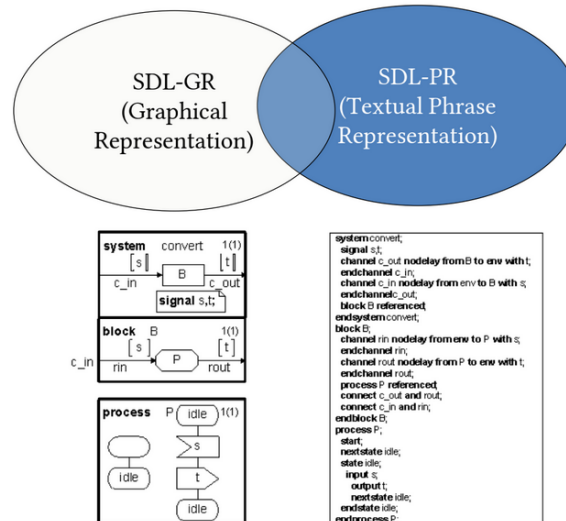 SDL-GR
(Graphical
Representation)
SDL-PR
(Textual Phrase
Representation)
system convert 1(1)
[s] [t]
B
c_in c_out
signal s,t;
block B 1(1)
[s] [t]
c_in
P
rin rout
process P idle 1(1)
s
idle
t
idle
system convert;
signal s,t;
channel c_out nodelay from B to env with t;
endchannel c_in;
channel c_in nodelay from env to B with s;
endchannel c_out;
block B referenced;
endsystem convert;
block B;
channel rin nodelay from env to P with s;
endchannel rin;
channel rout nodelay from P to env with t;
endchannel rout;
process P referenced;
connect c_out and rout;
connect c_in and rin;
endblock B;
process P;
start;
nextstate idle;
state idle;
input s;
output t;
nextstate idle;
endstate idle;
endprocess P;